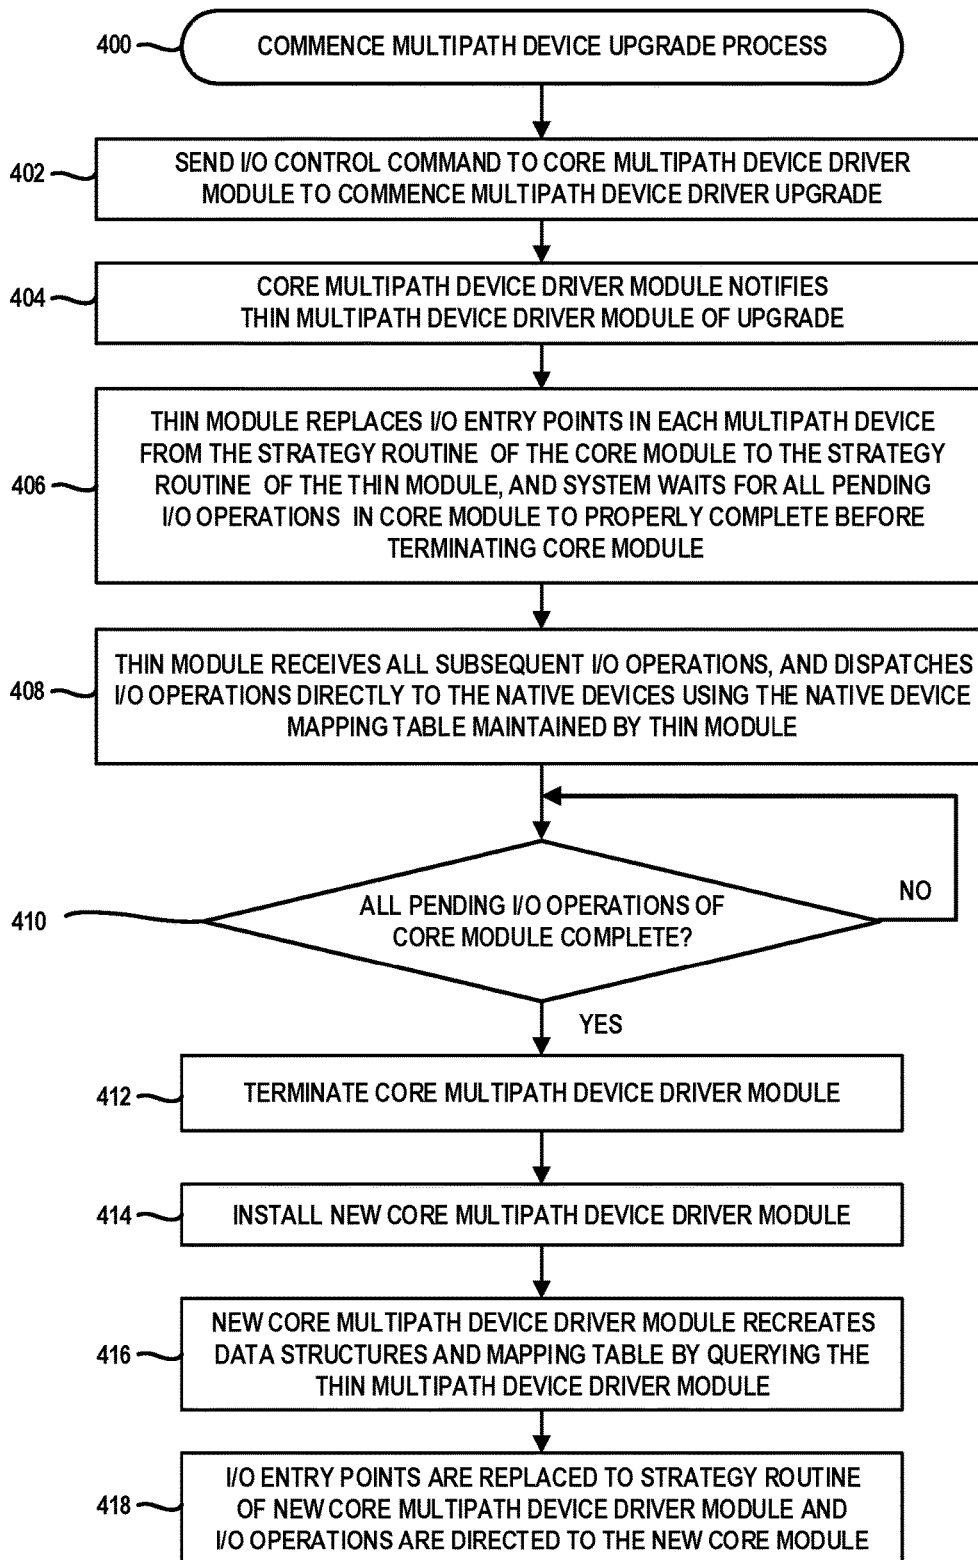 400
COMMENCE MULTIPATH DEVICE UPGRADE PROCESS
402
SEND I/O CONTROL COMMAND TO CORE MULTIPATH DEVICE DRIVER
MODULE TO COMMENCE MULTIPATH DEVICE DRIVER UPGRADE
404
CORE MULTIPATH DEVICE DRIVER MODULE NOTIFIES
THIN MULTIPATH DEVICE DRIVER MODULE OF UPGRADE
406
THIN MODULE REPLACES I/O ENTRY POINTS IN EACH MULTIPATH DEVICE
FROM THE STRATEGY ROUTINE OF THE CORE MODULE TO THE STRATEGY
ROUTINE OF THE THIN MODULE, AND SYSTEM WAITS FOR ALL PENDING
I/O OPERATIONS IN CORE MODULE TO PROPERLY COMPLETE BEFORE
TERMINATING CORE MODULE
408
THIN MODULE RECEIVES ALL SUBSEQUENT I/O OPERATIONS, AND DISPATCHES
I/O OPERATIONS DIRECTLY TO THE NATIVE DEVICES USING THE NATIVE DEVICE
MAPPING TABLE MAINTAINED BY THIN MODULE
410
ALL PENDING I/O OPERATIONS OF
CORE MODULE COMPLETE?
NO
YES
412
TERMINATE CORE MULTIPATH DEVICE DRIVER MODULE
414
INSTALL NEW CORE MULTIPATH DEVICE DRIVER MODULE
416
NEW CORE MULTIPATH DEVICE DRIVER MODULE RECREATES
DATA STRUCTURES AND MAPPING TABLE BY QUERYING THE
THIN MULTIPATH DEVICE DRIVER MODULE
418
I/O ENTRY POINTS ARE REPLACED TO STRATEGY ROUTINE
OF NEW CORE MULTIPATH DEVICE DRIVER MODULE AND
I/O OPERATIONS ARE DIRECTED TO THE NEW CORE MODULE